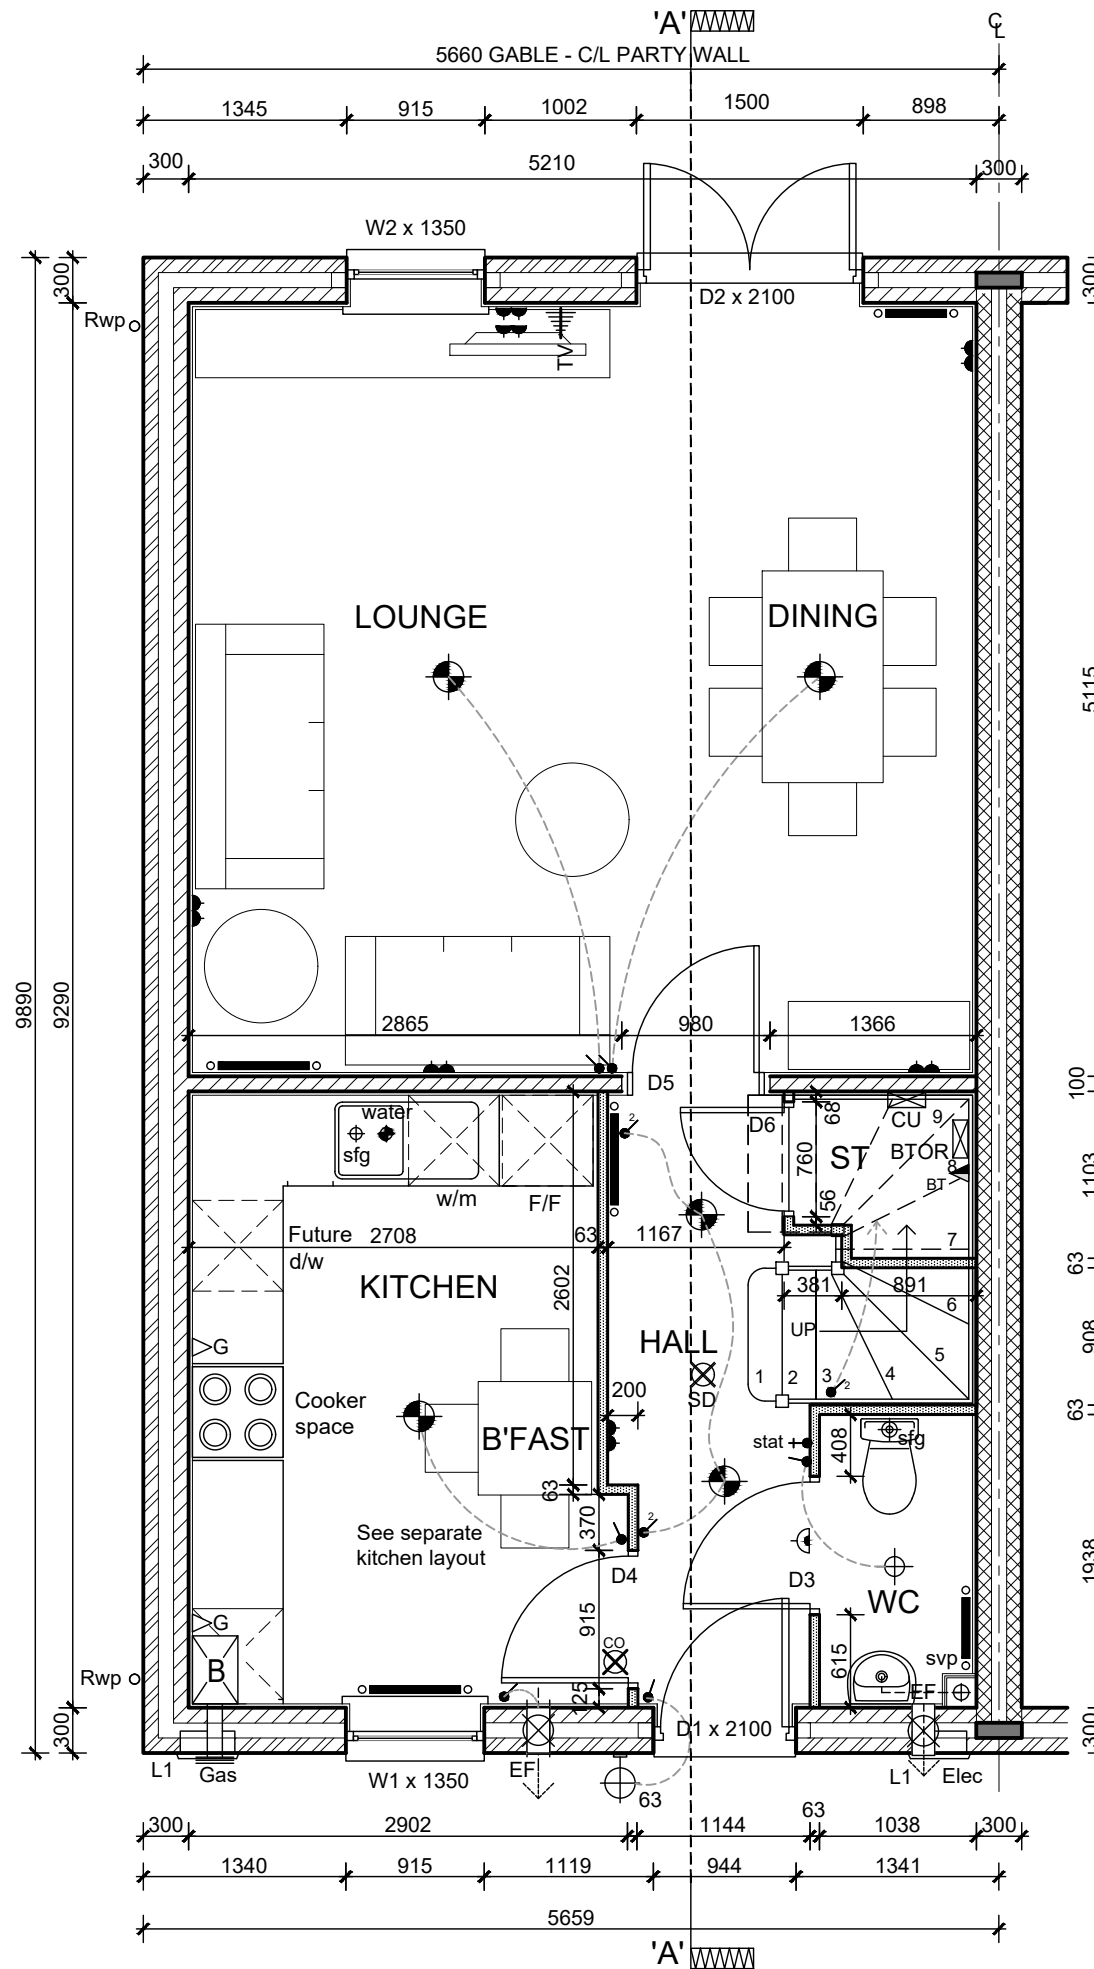 'A'
CL
5660 GABLE - C/L PARTY WALL
1345 915 1002 1500 898
300 5210 300
W2 x 1350
D2 x 2100
300
300
Rwp
TV
LOUNGE
DINING
5115
9890
9290
2865 980 1366
D5
100
water
sfg
w/m
F/F
2
D6
68
760
56
ST
CU
9
BTOR
8
BT
7
1103
Future
d/w
2708 63 1167
KITCHEN
2602
63
381 891
6
UP
HALL
1 2 3 4 5
2
908
G
SD
200
63
Cooker
space
B'FAST
stat
408
sfg
63
370
2
See separate
kitchen layout
D4
D3
1938
WC
915
G
CO
615
svp
B
Rwp
125
EF
300
D1 x 2100
300
L1
Gas
W1 x 1350
EF
63
L1
Elec
63
300 2902 1144 1038 300
1340 915 1119 944 1341
5659
'A'